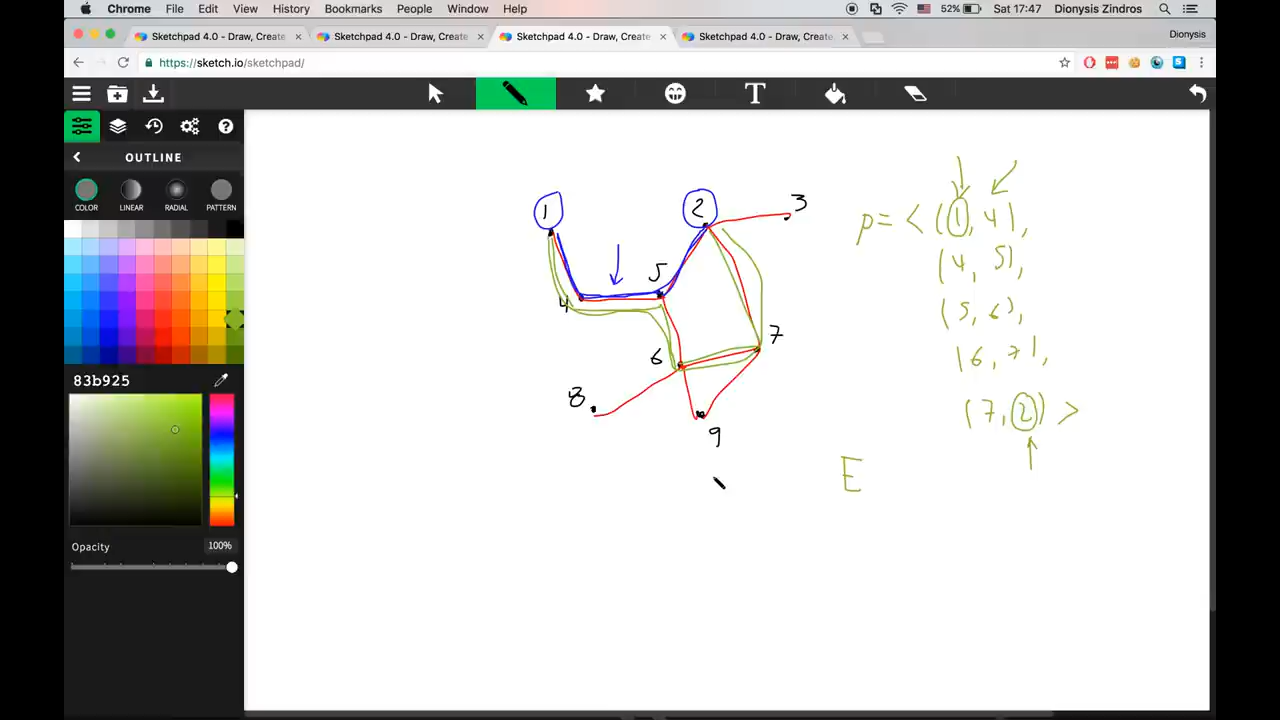 Chrome File Edit View History Bookmarks People Window Help 52% Sat 17:47 Dionysis Zindros
Sketchpad 4.0 - Draw, Create Sketchpad 4.0 - Draw, Create Sketchpad 4.0 - Draw, Create Sketchpad 4.0 - Draw, Create Dionysis
https://sketch.io/sketchpad/
T
OUTLINE
COLOR LINEAR RADIAL PATTERN
83b925
Opacity 100%
1 2 3
4 5
6 7
8
9
p = < (1, 4),
(4, 5),
(5, 6),
(6, 7),
(7, 2) >
E